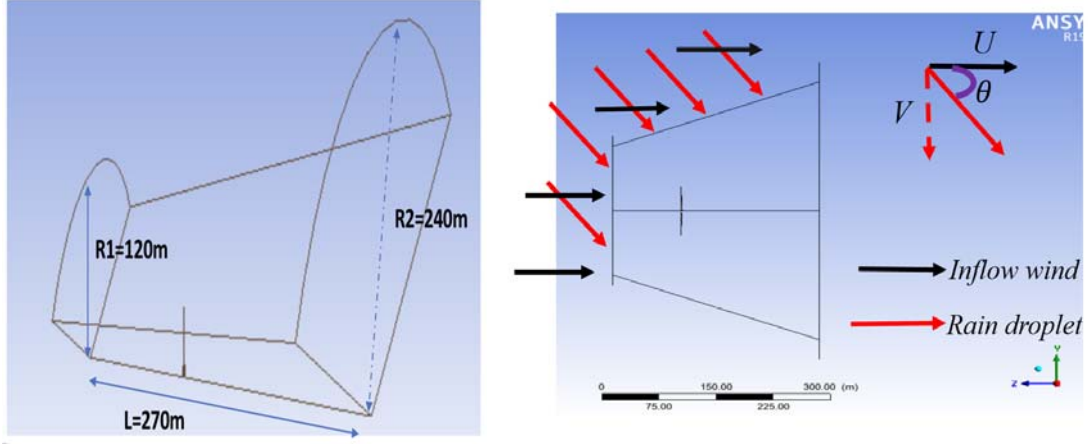 R1=120m
R2=240m
L=270m
ANSY
R19
U
θ
V
Inflow wind
Rain droplet
Y
Z
0 150.00 300.00 (m)
75.00 225.00